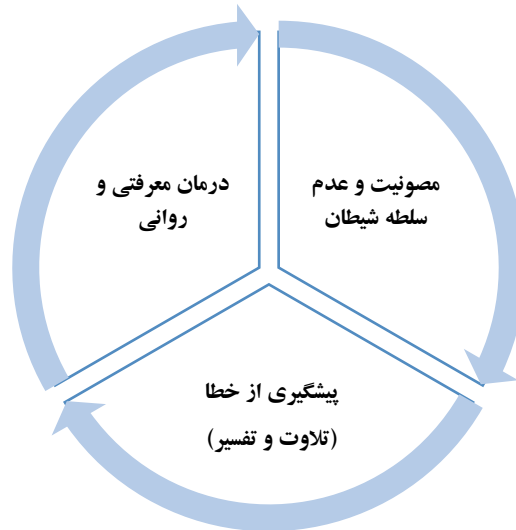 مصونیت و عدم
سلطه شیطان
درمان معرفتی و
روانی
پیشگیری از خطا
(تلاوت و تفسیر)